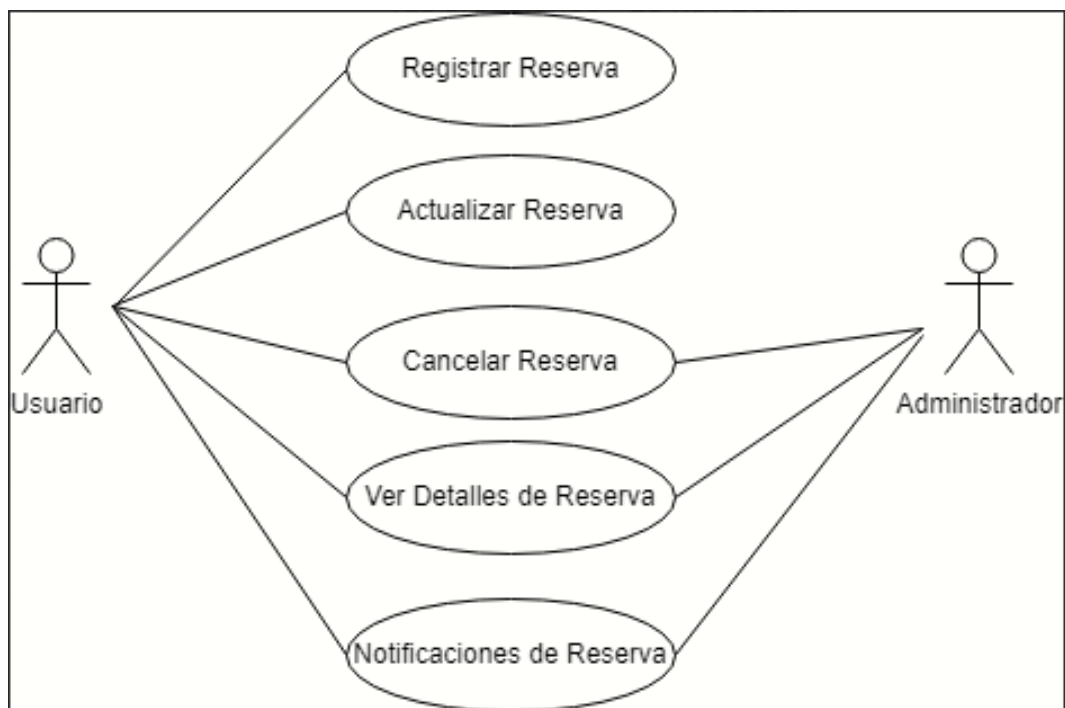 Registrar Reserva
Actualizar Reserva
Cancelar Reserva
Usuario
Administrador
Ver Detalles de Reserva
Notificaciones de Reserva